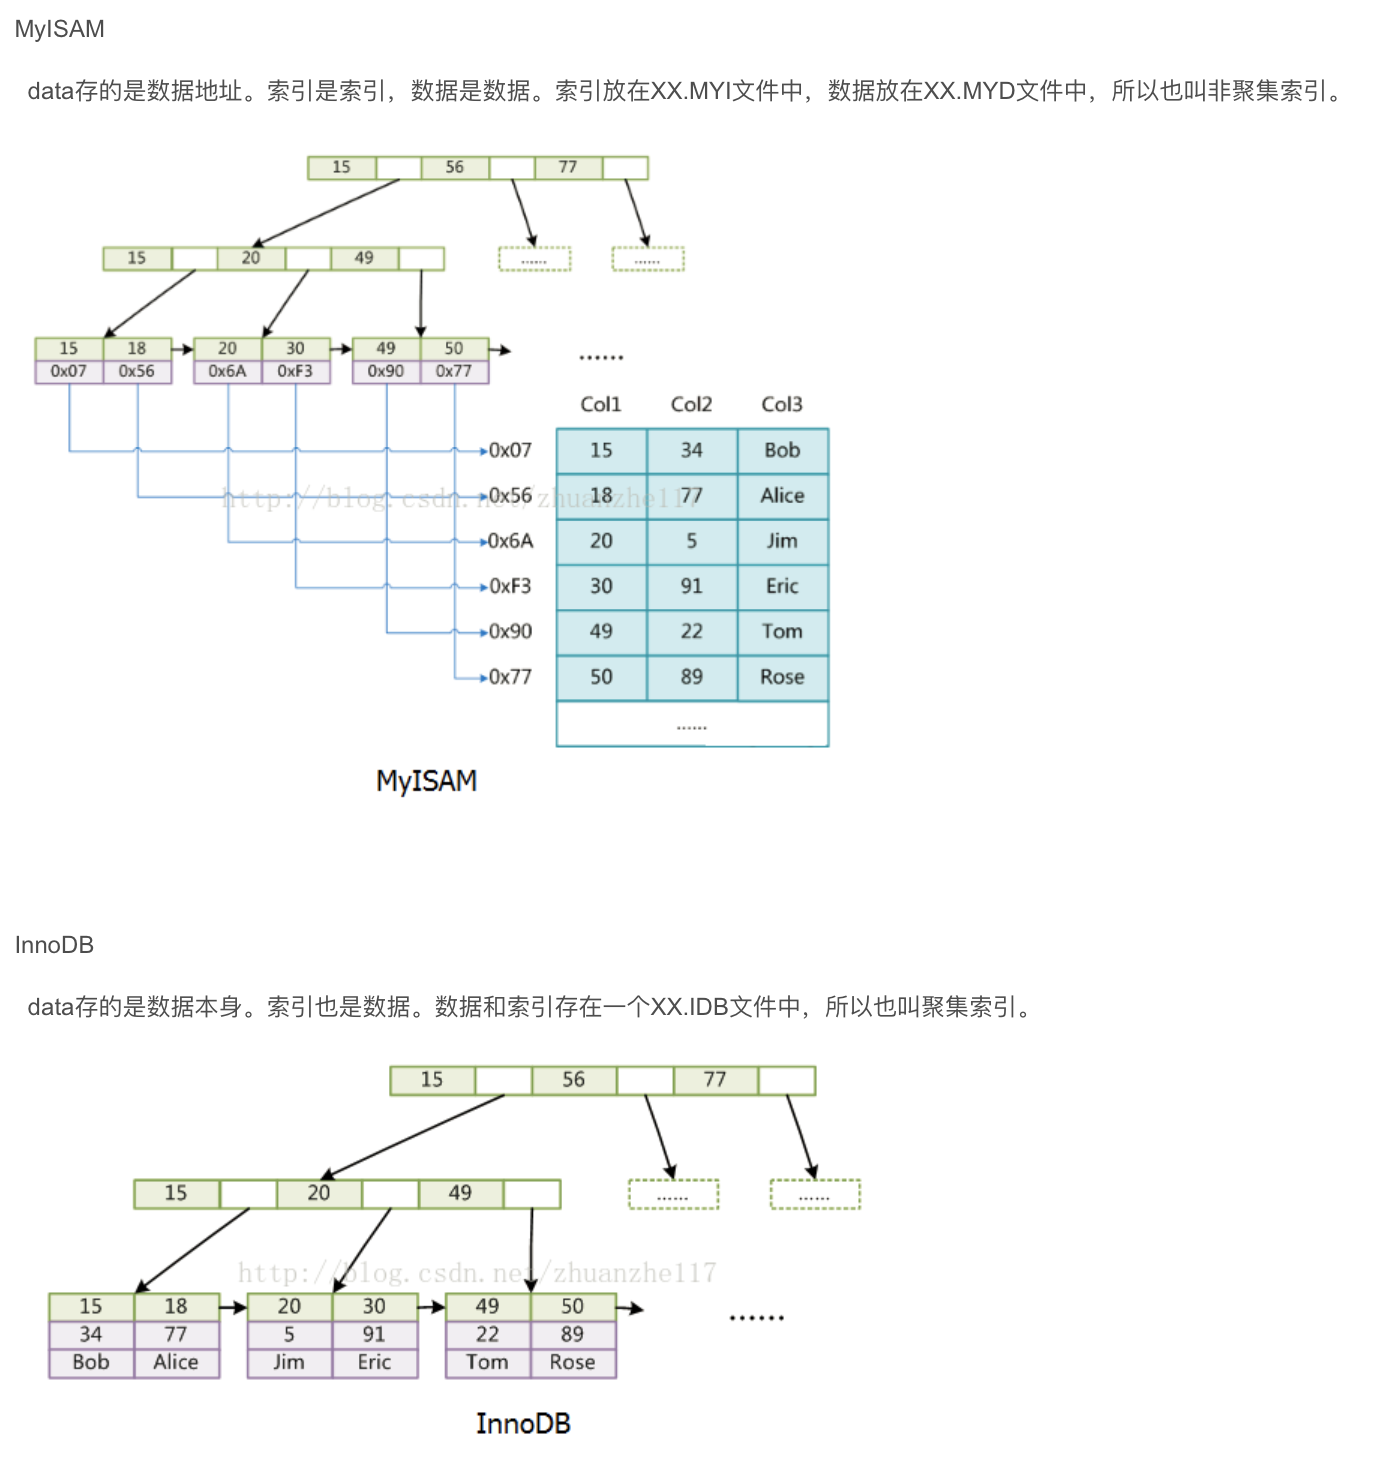 MyISAM
data存的是数据地址。索引是索引，数据是数据。索引放在XX.MYI文件中，数据放在XX.MYD文件中，所以也叫非聚集索引。
15 56 77
15 20 49 ...... ......
15 18 20 30 49 50
0x07 0x56 0x6A 0xF3 0x90 0x77
......
Col1 Col2 Col3
0x07 15 34 Bob
http://blog.csdn.net/zhuanzhe117
0x56 18 77 Alice
0x6A 20 5 Jim
0xF3 30 91 Eric
0x90 49 22 Tom
0x77 50 89 Rose
......
MyISAM
InnoDB
data存的是数据本身。索引也是数据。数据和索引存在一个XX.IDB文件中，所以也叫聚集索引。
15 56 77
15 20 49 ...... ......
http://blog.csdn.net/zhuanzhe117
15 18 20 30 49 50
......
34 77 5 91 22 89
Bob Alice Jim Eric Tom Rose
InnoDB